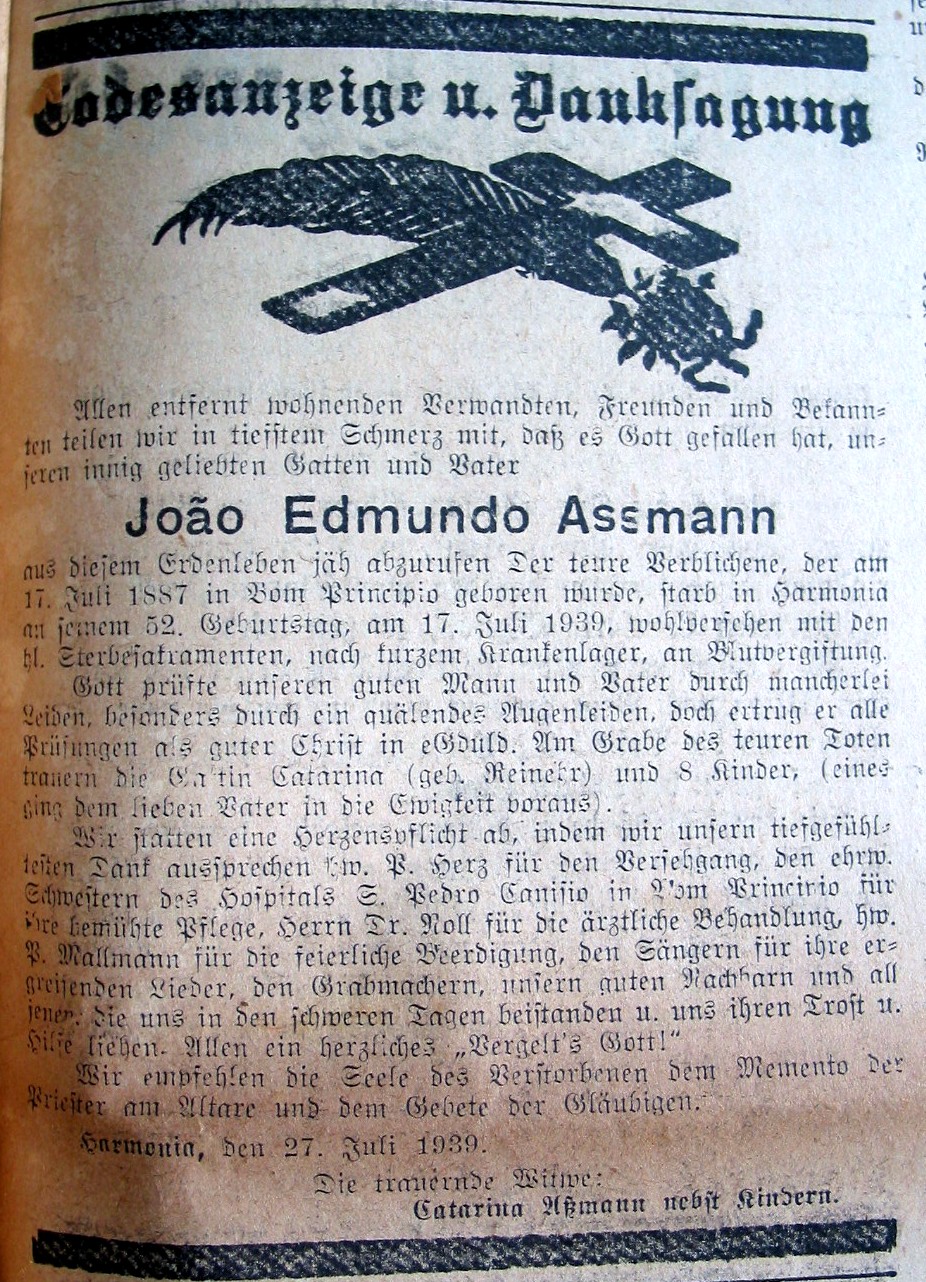 Todesanzeige u. Danksagung
Allen entfernt wohnenden Verwandten, Freunden und Bekann-
ten teilen wir in tiefstem Schmerz mit, daß es Gott gefallen hat, un-
seren innig geliebten Gatten und Vater
João Edmundo Assmann
aus diesem Erdenleben jäh abzurufen Der teure Verblichene, der am
17. Juli 1887 in Bom Principio geboren wurde, starb in Harmonia
an seinem 52. Geburtstag, am 17. Juli 1939, wohlversehen mit den
hl. Sterbesakramenten, nach kurzem Krankenlager, an Blutvergiftung.
Gott prüfte unseren guten Mann und Vater durch mancherlei
Leiden, besonders durch ein quälendes Augenleiden, doch ertrug er alle
Prüfungen als guter Christ in eGduld. Am Grabe des teuren Toten
trauern die Gattin Catarina (geb. Reinehr) und 8 Kinder, (eines
ging dem lieben Vater in die Ewigkeit voraus).
Wir statten eine Herzenspflicht ab, indem wir unsern tiefgefühl-
testen Dank aussprechen hw. P. Herz für den Versehgang, den ehrw.
Schwestern des Hospitals S. Pedro Canisio in Bom Principio für
ihre bemühte Pflege, Herrn Dr. Noll für die ärztliche Behandlung, hw.
P. Mallmann für die feierliche Beerdigung, den Sängern für ihre er-
greifenden Lieder, den Grabmachern, unsern guten Nachbarn und all
jenen, die uns in den schweren Tagen beistanden u. uns ihren Trost u.
Hilfe liehen. Allen ein herzliches „Vergelt's Gott!"
Wir empfehlen die Seele des Verstorbenen dem Memento der
Priester am Altare und dem Gebete der Gläubigen.
Harmonia, den 27. Juli 1939.
Die trauernde Witwe:
Catarina Aßmann nebst Kindern.